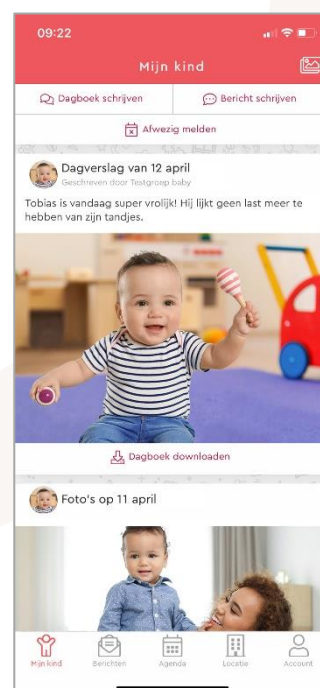 09:22
Mijn kind
Dagboek schrijven
Bericht schrijven
Afwezig melden
Dagverslag van 12 april
Geschreven door Testgroep baby
Tobias is vandaag super vrolijk! Hij lijkt geen last meer te
hebben van zijn tandjes.
Dagboek downloaden
Foto's op 11 april
Mijn kind
Berichten
Agenda
Locatie
Account